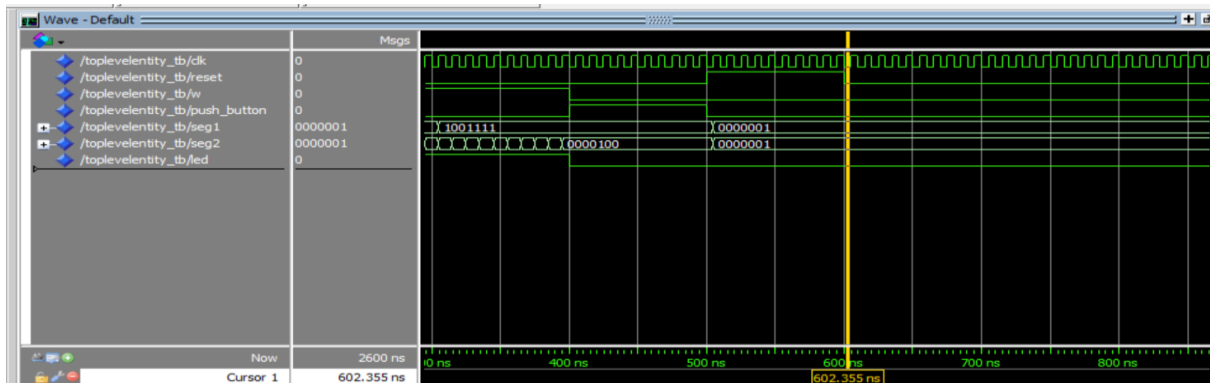 Wave - Default
Msgs
/toplevelentity_tb/clk 0
/toplevelentity_tb/reset 0
/toplevelentity_tb/w 0
/toplevelentity_tb/push_button 0
/toplevelentity_tb/seg1 0000001 1001111 0000001
/toplevelentity_tb/seg2 0000001 0000100 0000001
/toplevelentity_tb/led 0
Now 2600 ns 00 ns 400 ns 500 ns 600 ns 700 ns 800 ns
Cursor 1 602.355 ns 602.355 ns